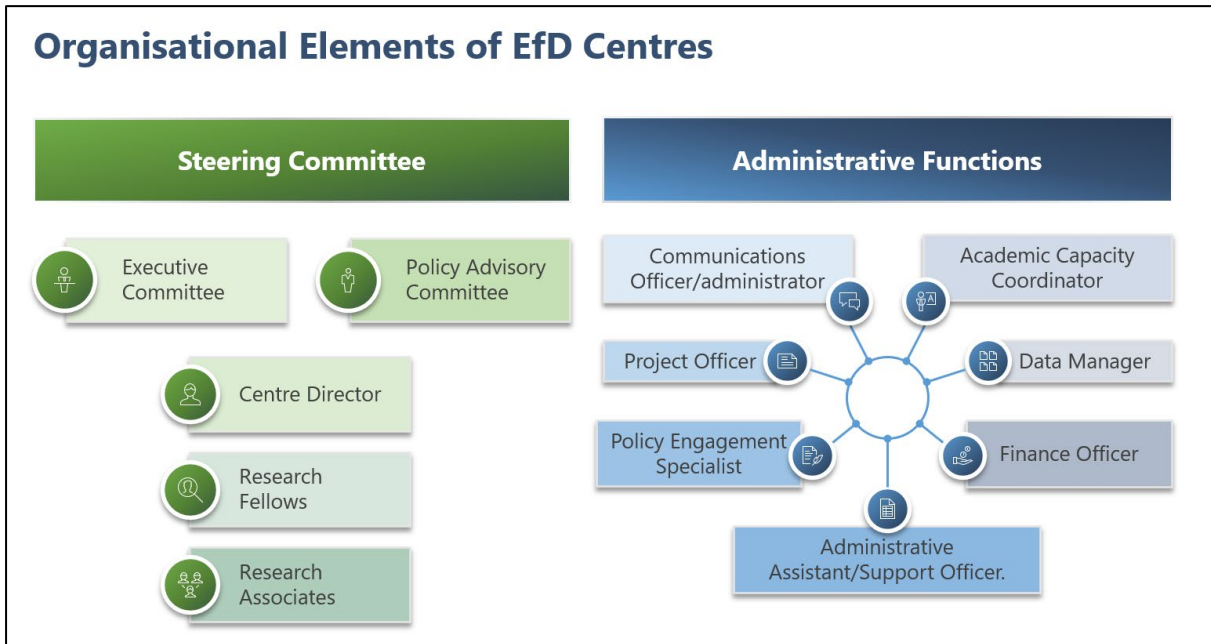 Organisational Elements of EfD Centres
Steering Committee
Executive
Committee
Policy Advisory
Committee
Centre Director
Research
Fellows
Research
Associates
Administrative Functions
Communications
Officer/administrator
Academic Capacity
Coordinator
Project Officer
Data Manager
Policy Engagement
Specialist
Finance Officer
Administrative
Assistant/Support Officer.